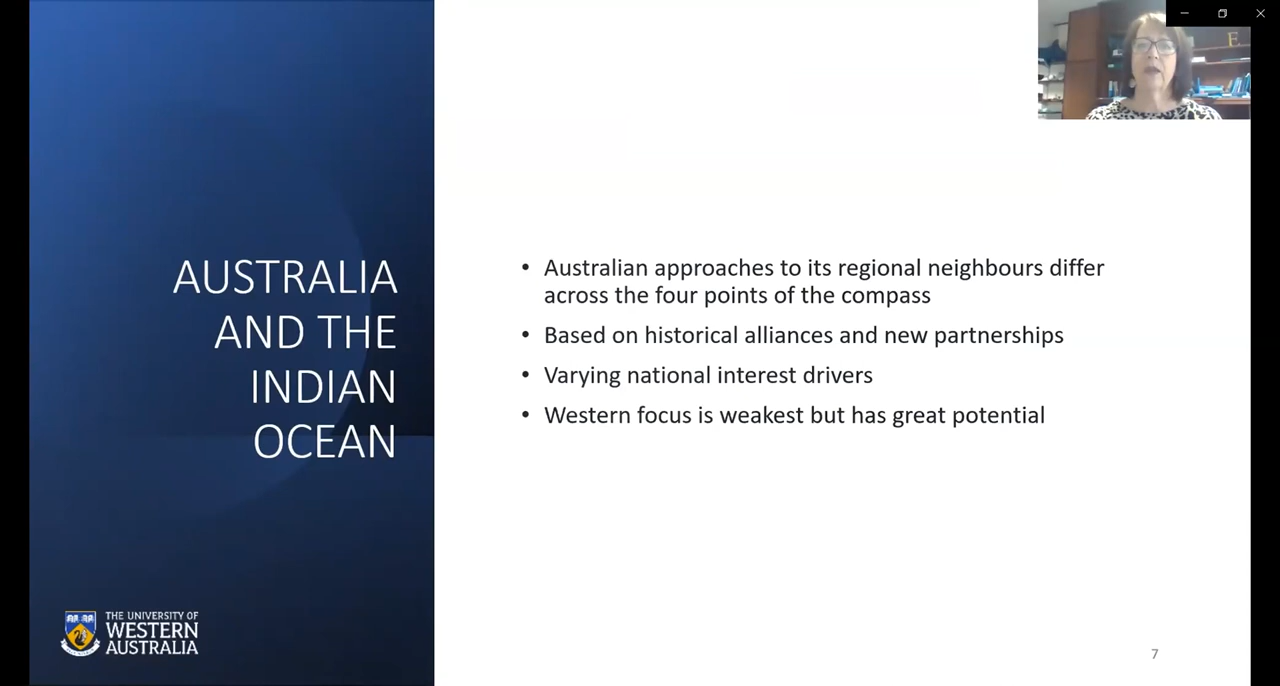 E
AUSTRALIA
AND THE
INDIAN
OCEAN
• Australian approaches to its regional neighbours differ
across the four points of the compass
• Based on historical alliances and new partnerships
• Varying national interest drivers
• Western focus is weakest but has great potential
THE UNIVERSITY OF
WESTERN
AUSTRALIA
7